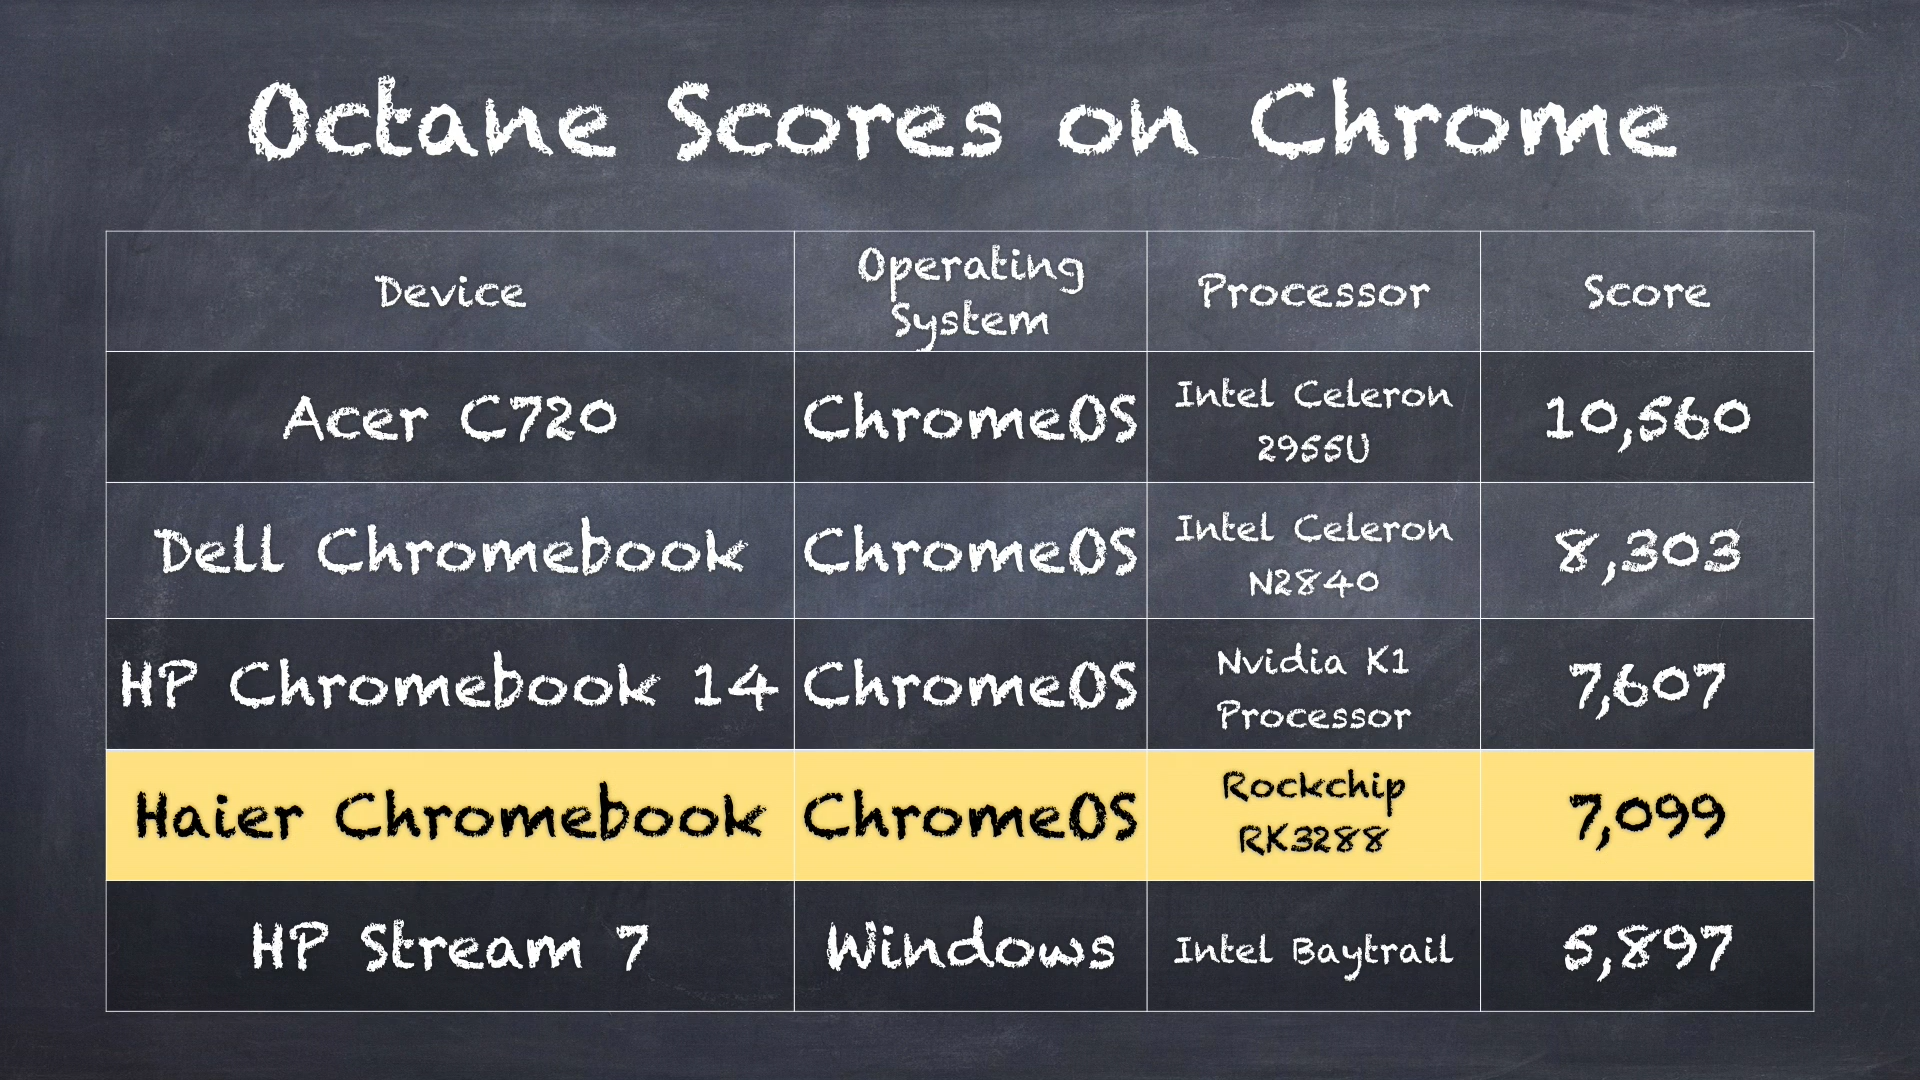 Octane Scores on Chrome
Device
Operating
System
Processor
Score
Acer C720
ChromeOS
Intel Celeron
2955U
10,560
Dell Chromebook
ChromeOS
Intel Celeron
N2840
8,303
HP Chromebook 14
ChromeOS
Nvidia K1
Processor
7,607
Haier Chromebook
ChromeOS
Rockchip
RK3288
7,099
HP Stream 7
Windows
Intel Baytrail
5,897